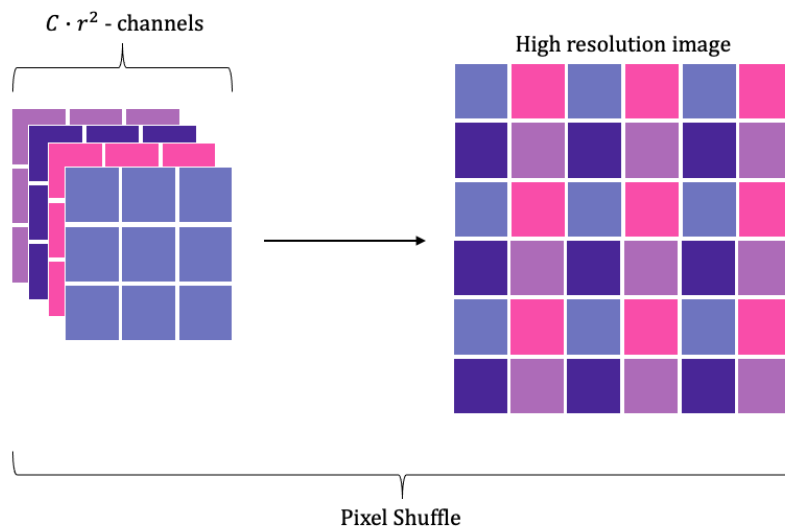 C · r² - channels
High resolution image
Pixel Shuffle